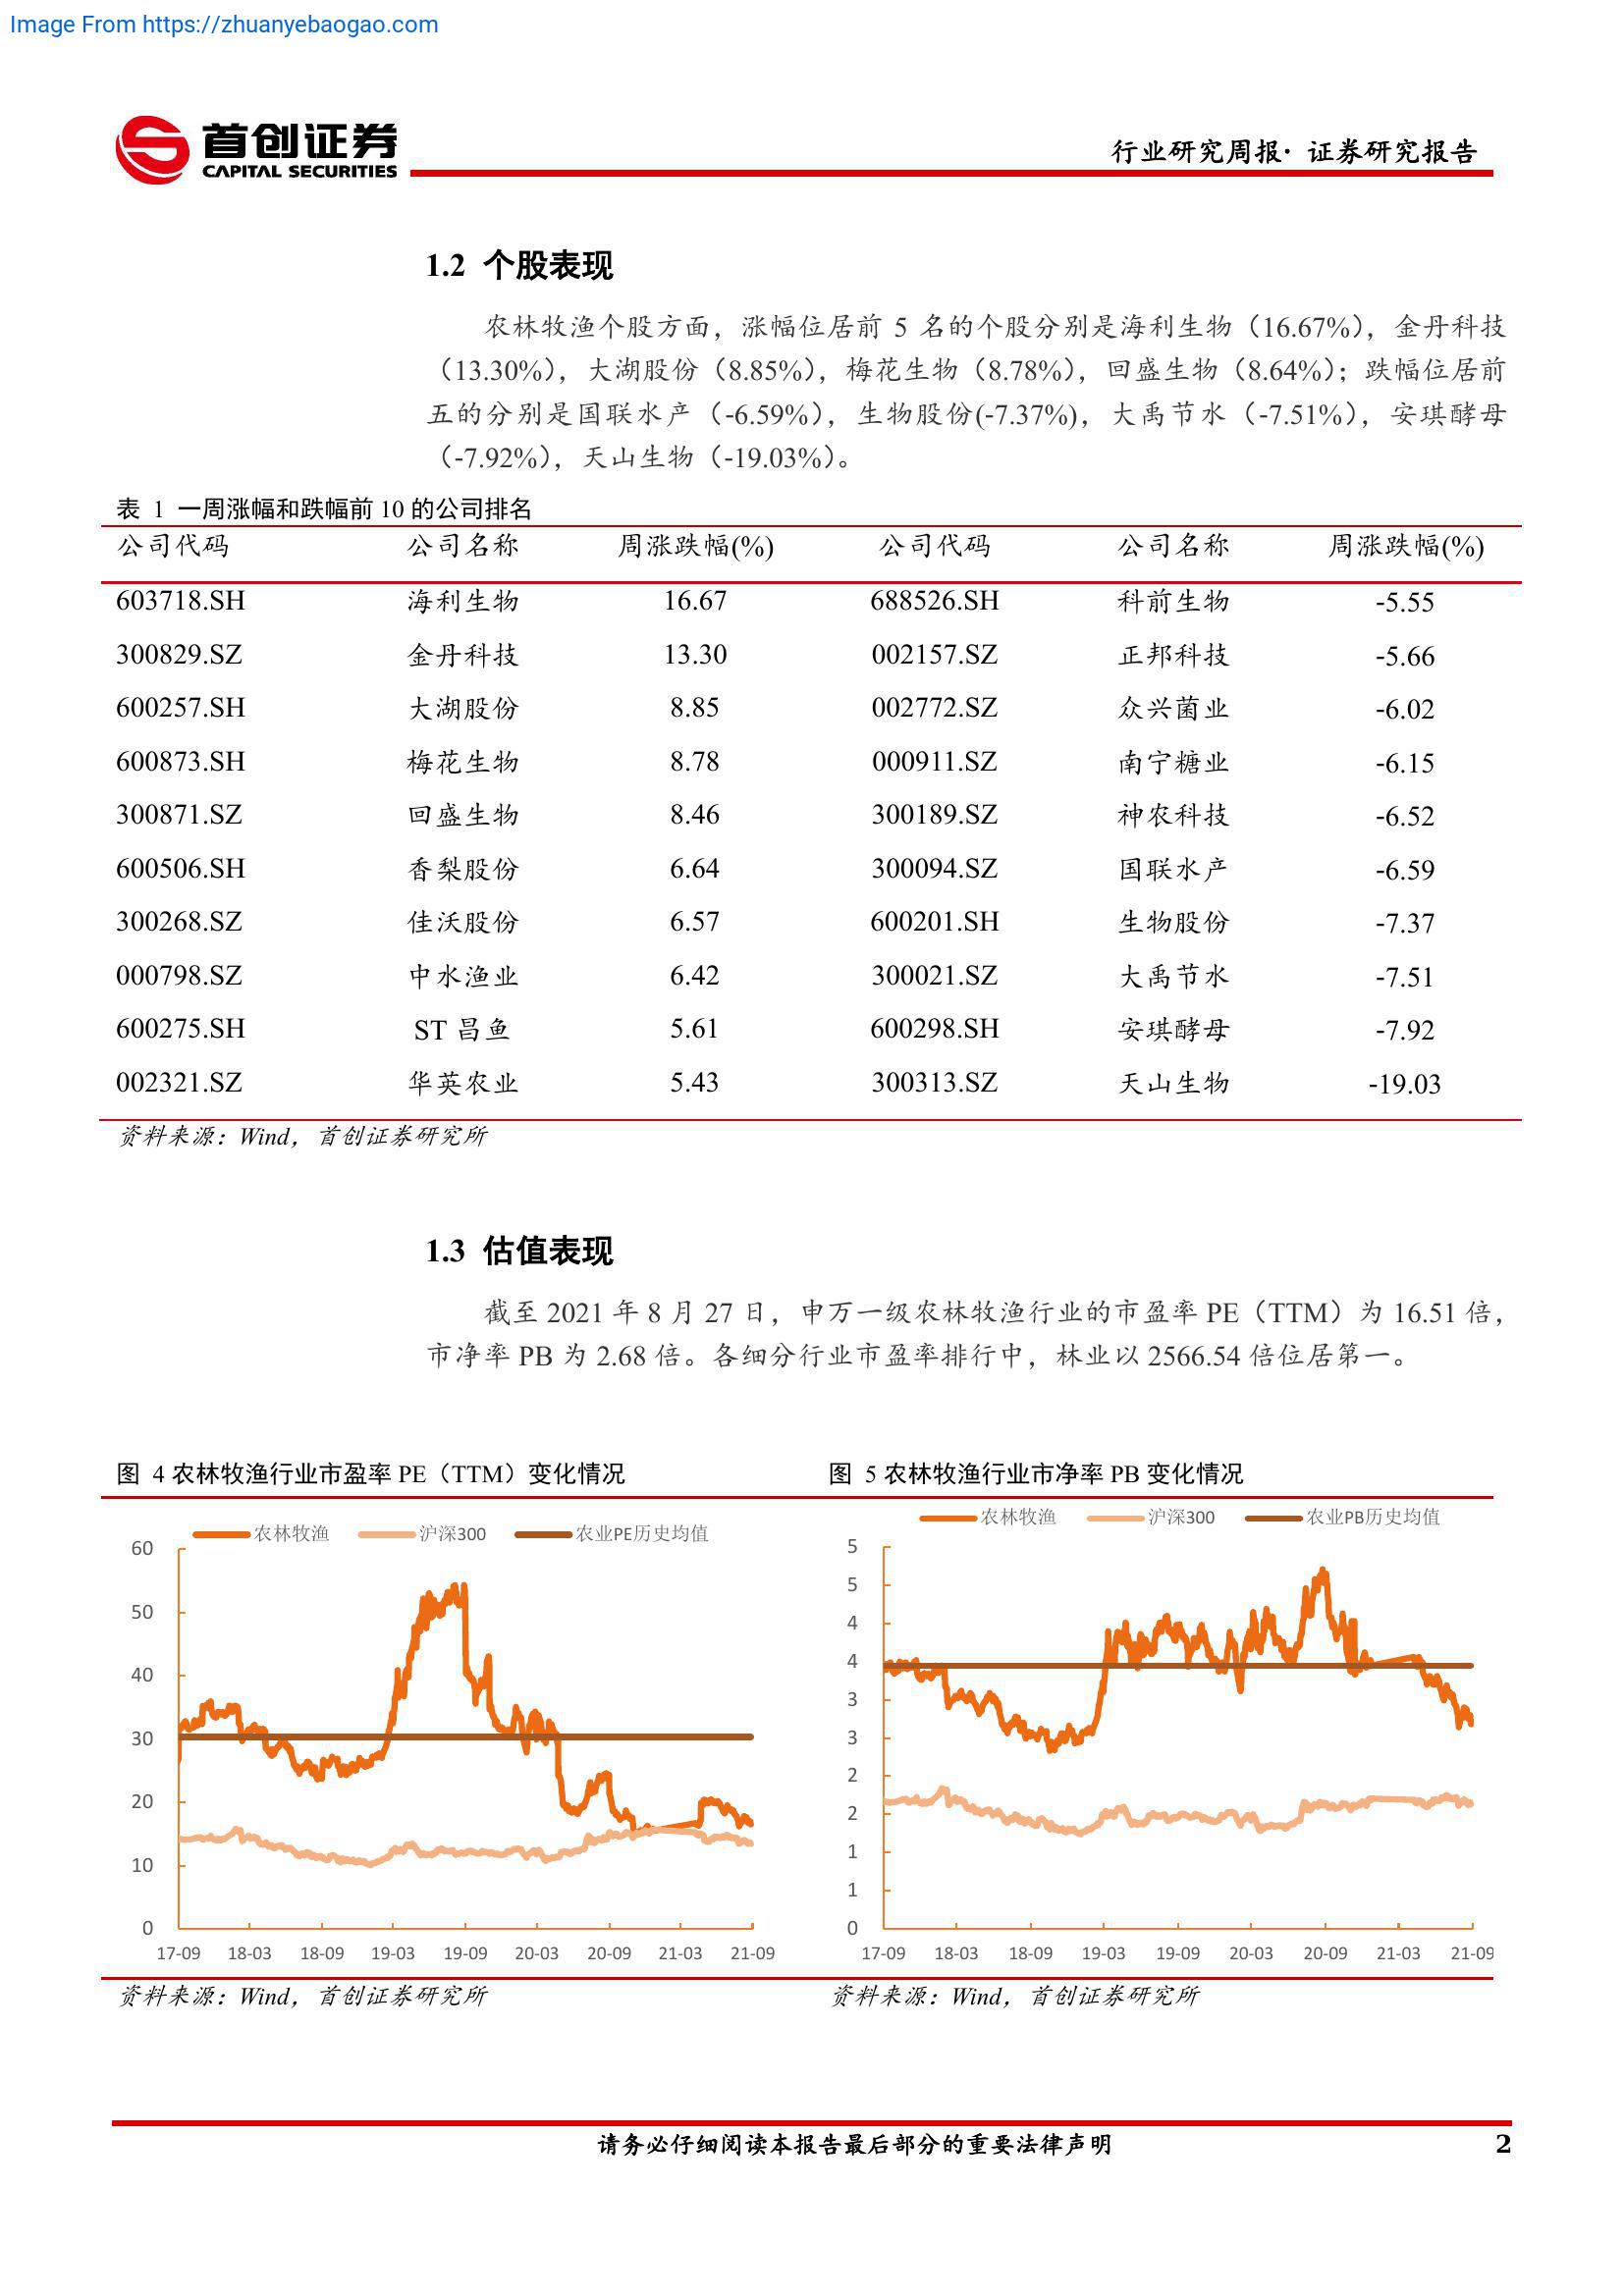 Image From https://zhuanyebaogao.com
首创证券
CAPITAL SECURITIES
行业研究周报· 证券研究报告
1.2 个股表现
农林牧渔个股方面，涨幅位居前 5 名的个股分别是海利生物（16.67%），金丹科技
（13.30%），大湖股份（8.85%），梅花生物（8.78%），回盛生物（8.64%）；跌幅位居前
五的分别是国联水产（-6.59%），生物股份(-7.37%)，大禹节水（-7.51%），安琪酵母
（-7.92%），天山生物（-19.03%）。
表 1 一周涨幅和跌幅前 10 的公司排名
公司代码 公司名称 周涨跌幅(%) 公司代码 公司名称 周涨跌幅(%)
603718.SH 海利生物 16.67 688526.SH 科前生物 -5.55
300829.SZ 金丹科技 13.30 002157.SZ 正邦科技 -5.66
600257.SH 大湖股份 8.85 002772.SZ 众兴菌业 -6.02
600873.SH 梅花生物 8.78 000911.SZ 南宁糖业 -6.15
300871.SZ 回盛生物 8.46 300189.SZ 神农科技 -6.52
600506.SH 香梨股份 6.64 300094.SZ 国联水产 -6.59
300268.SZ 佳沃股份 6.57 600201.SH 生物股份 -7.37
000798.SZ 中水渔业 6.42 300021.SZ 大禹节水 -7.51
600275.SH ST 昌鱼 5.61 600298.SH 安琪酵母 -7.92
002321.SZ 华英农业 5.43 300313.SZ 天山生物 -19.03
资料来源：Wind，首创证券研究所
1.3 估值表现
截至 2021 年 8 月 27 日，申万一级农林牧渔行业的市盈率 PE（TTM）为 16.51 倍，
市净率 PB 为 2.68 倍。各细分行业市盈率排行中，林业以 2566.54 倍位居第一。
图 4 农林牧渔行业市盈率 PE（TTM）变化情况
农林牧渔 沪深300 农业PE历史均值
60
50
40
30
20
10
0
17-09 18-03 18-09 19-03 19-09 20-03 20-09 21-03 21-09
资料来源：Wind，首创证券研究所
图 5 农林牧渔行业市净率 PB 变化情况
农林牧渔 沪深300 农业PB历史均值
5
5
4
4
3
3
2
2
1
1
0
17-09 18-03 18-09 19-03 19-09 20-03 20-09 21-03 21-09
资料来源：Wind，首创证券研究所
请务必仔细阅读本报告最后部分的重要法律声明 2